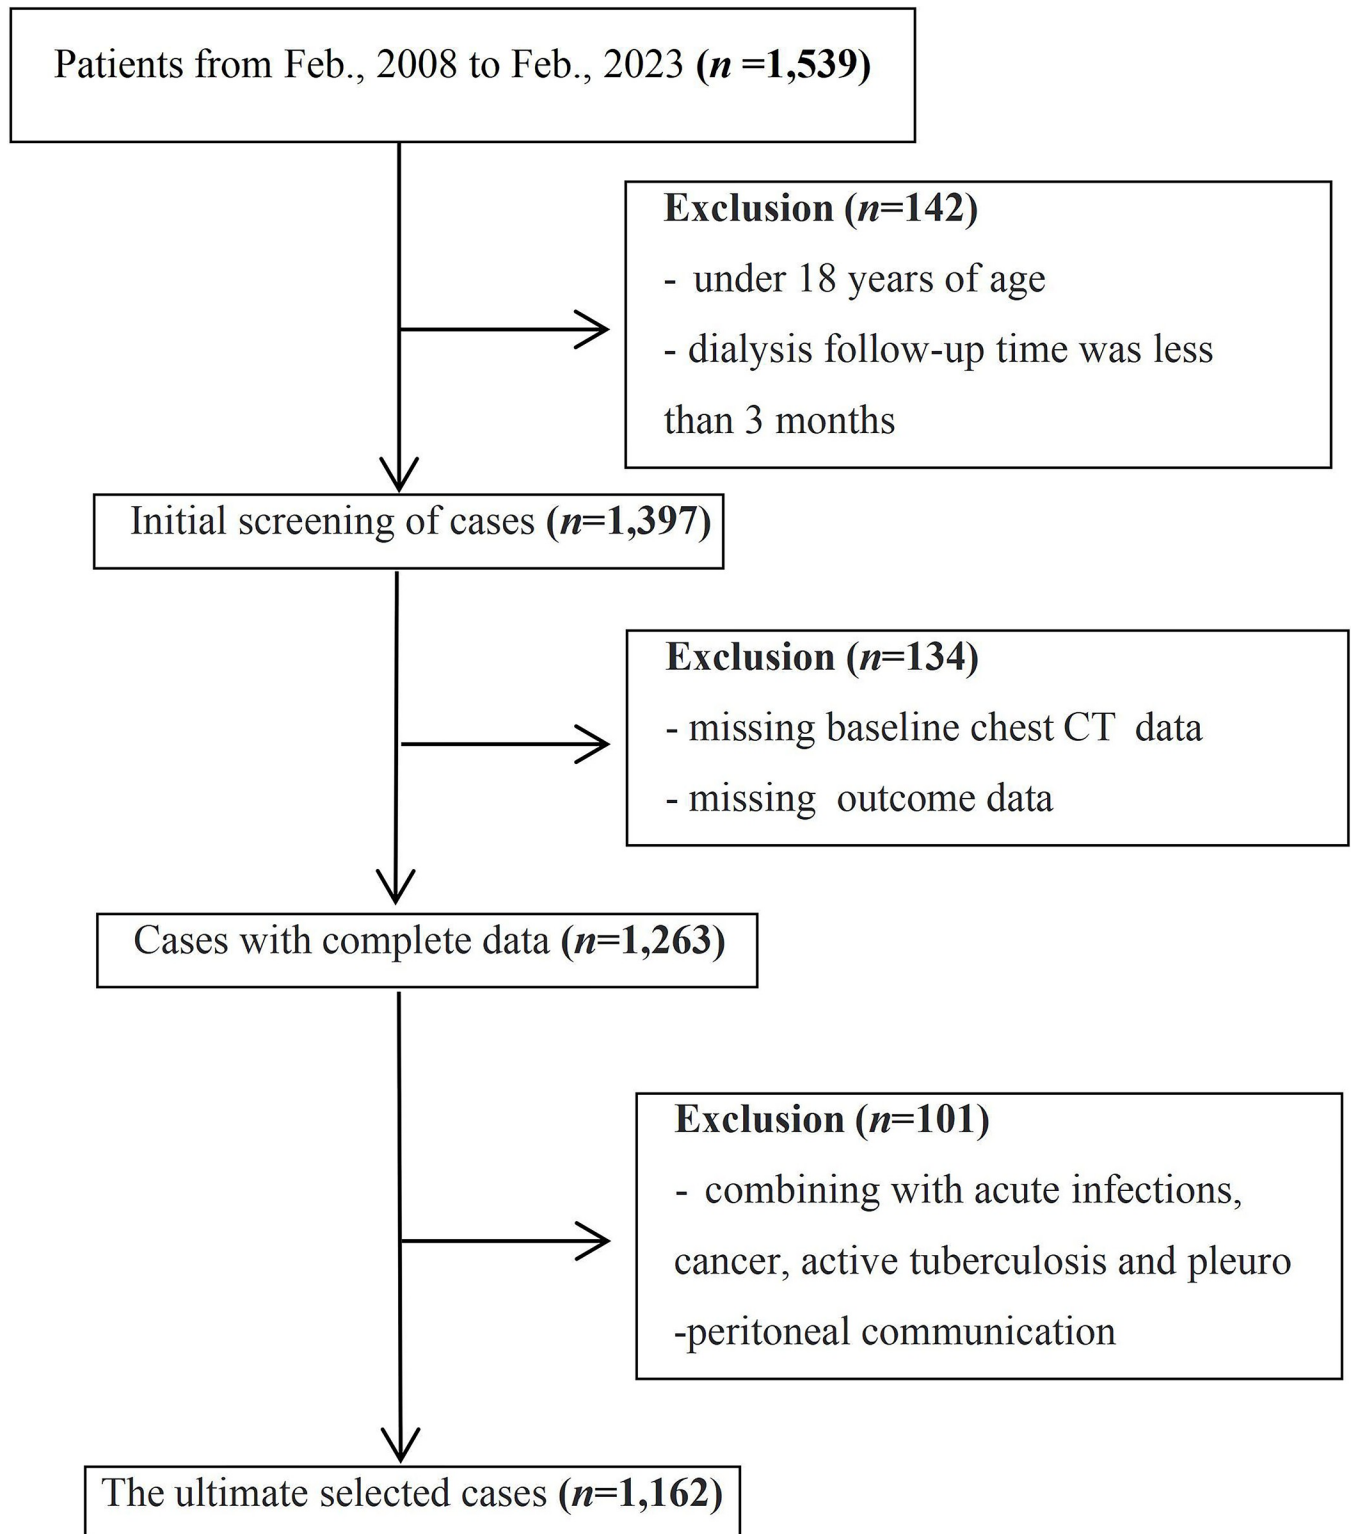 Patients from Feb., 2008 to Feb., 2023 (n =1,539)
Exclusion (n=142)
- under 18 years of age
- dialysis follow-up time was less
than 3 months
Initial screening of cases (n=1,397)
Exclusion (n=134)
- missing baseline chest CT data
- missing outcome data
Cases with complete data (n=1,263)
Exclusion (n=101)
- combining with acute infections,
cancer, active tuberculosis and pleuro
-peritoneal communication
The ultimate selected cases (n=1,162)